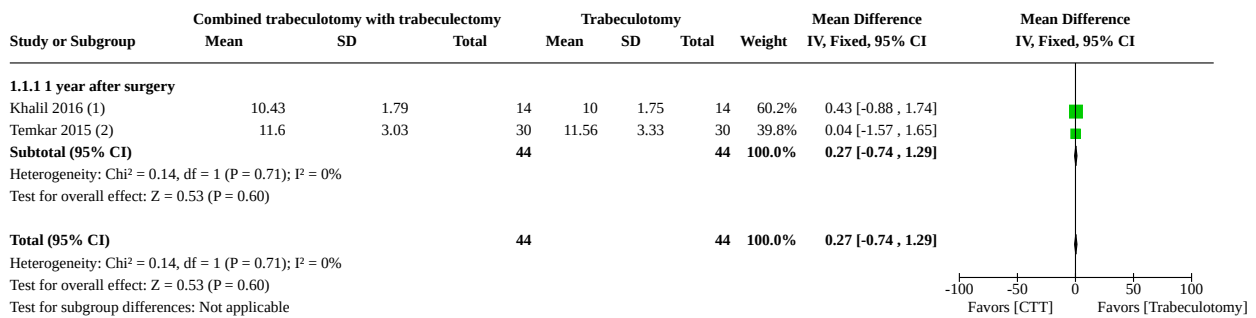 Combined trabeculotomy with trabeculectomy Trabeculotomy Mean Difference Mean Difference
Study or Subgroup Mean SD Total Mean SD Total Weight IV, Fixed, 95% CI IV, Fixed, 95% CI
1.1.1 1 year after surgery
Khalil 2016 (1) 10.43 1.79 14 10 1.75 14 60.2% 0.43 [-0.88 , 1.74]
Temkar 2015 (2) 11.6 3.03 30 11.56 3.33 30 39.8% 0.04 [-1.57 , 1.65]
Subtotal (95% CI) 44 44 100.0% 0.27 [-0.74 , 1.29]
Heterogeneity: Chi² = 0.14, df = 1 (P = 0.71); I² = 0%
Test for overall effect: Z = 0.53 (P = 0.60)
Total (95% CI) 44 44 100.0% 0.27 [-0.74 , 1.29]
Heterogeneity: Chi² = 0.14, df = 1 (P = 0.71); I² = 0%
Test for overall effect: Z = 0.53 (P = 0.60) -100 -50 0 50 100
Test for subgroup differences: Not applicable Favors [CTT] Favors [Trabeculotomy]